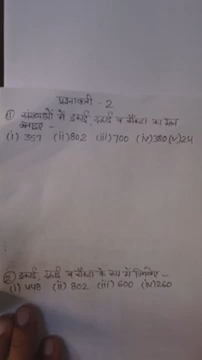 प्रश्नावली - 2
① संख्याओं में इकाई, दहाई व सैंकडा का मेल
बनाइए -
(i) 357 (ii) 802 (iii) 700 (iv) 380 (v) 24
② इकाई, दहाई व सैंकडा के रूप में लिखिए -
(i) 448 (ii) 802 (iii) 600 (iv) 260